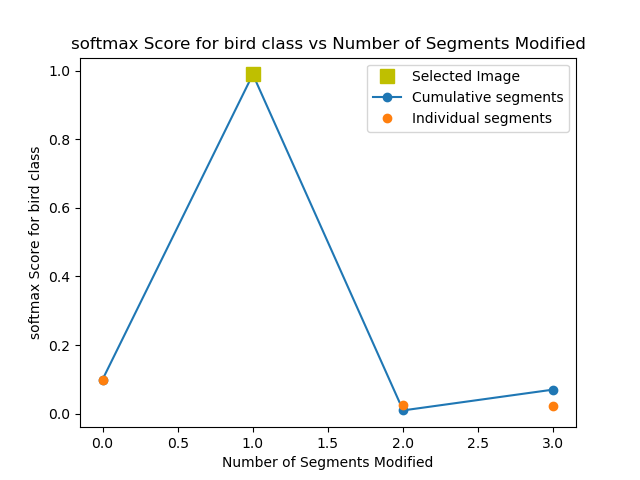 softmax Score for bird class vs Number of Segments Modified
Selected Image
Cumulative segments
Individual segments
1.0
0.8
0.6
0.4
0.2
0.0
softmax Score for bird class
0.0 0.5 1.0 1.5 2.0 2.5 3.0
Number of Segments Modified